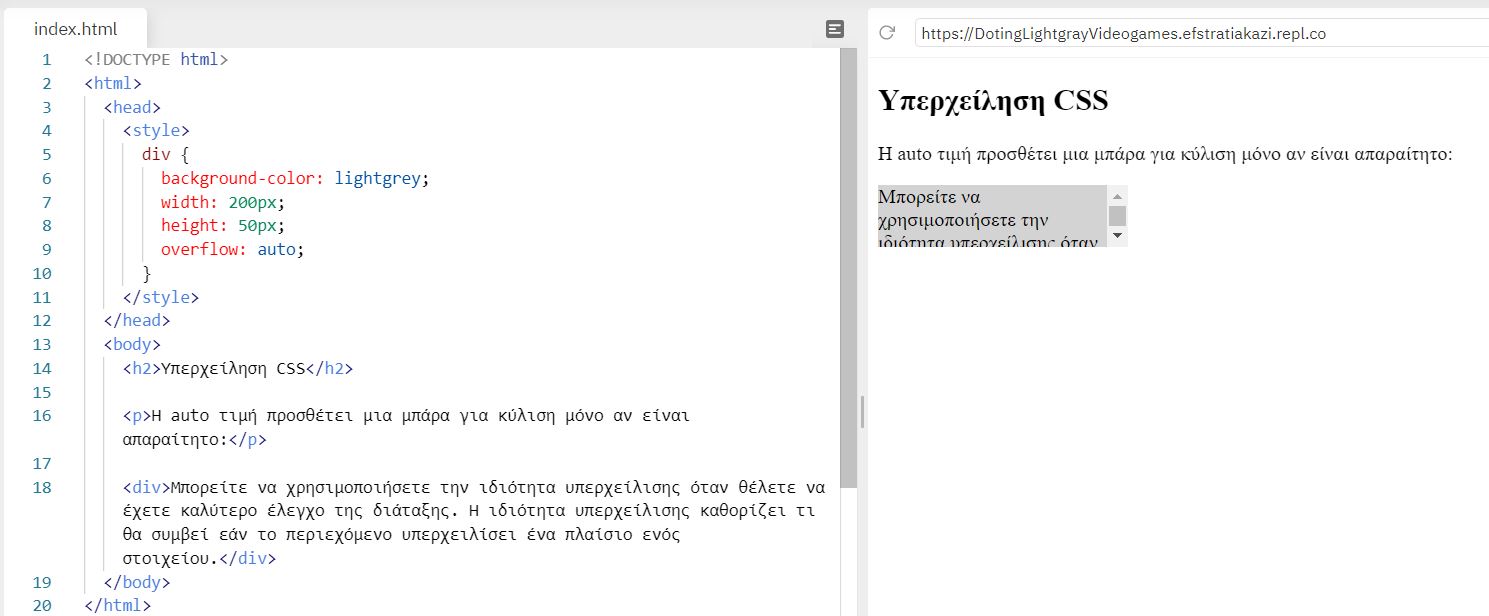 index.html
1 <!DOCTYPE html>
2 <html>
3 <head>
4 <style>
5 div {
6 background-color: lightgrey;
7 width: 200px;
8 height: 50px;
9 overflow: auto;
10 }
11 </style>
12 </head>
13 <body>
14 <h2>Υπερχείληση CSS</h2>
15
16 <p>Η auto τιμή προσθέτει μια μπάρα για κύλιση μόνο αν είναι
απαραίτητο:</p>
17
18 <div>Μπορείτε να χρησιμοποιήσετε την ιδιότητα υπερχείλισης όταν θέλετε να
έχετε καλύτερο έλεγχο της διάταξης. Η ιδιότητα υπερχείλισης καθορίζει τι
θα συμβεί εάν το περιεχόμενο υπερχειλίσει ένα πλαίσιο ενός
στοιχείου.</div>
19 </body>
20 </html>
https://DotingLightgrayVideogames.efstratiakazi.repl.co
Υπερχείληση CSS
Η auto τιμή προσθέτει μια μπάρα για κύλιση μόνο αν είναι απαραίτητο:
Μπορείτε να
χρησιμοποιήσετε την
ιδιότητα υπερχείλισης όταν